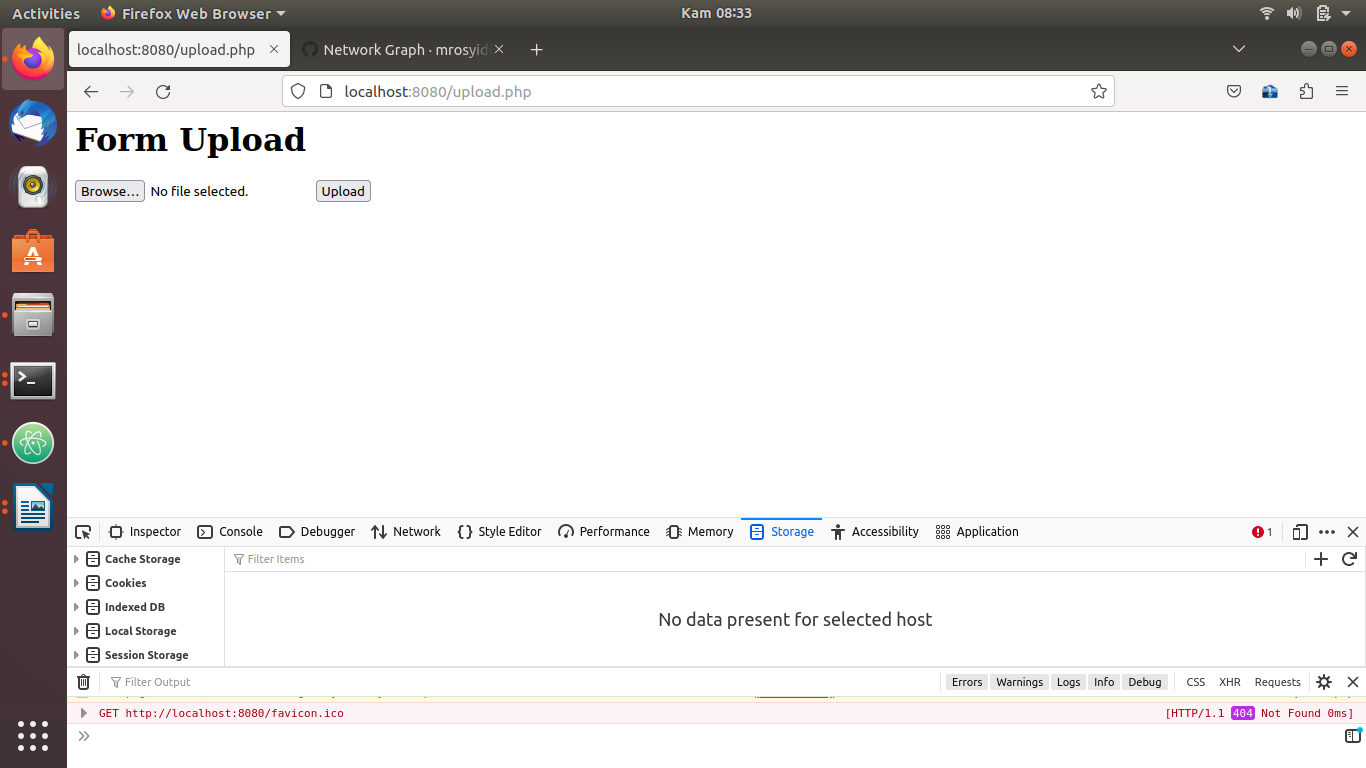 Activities
Firefox Web Browser
Kam 08:33
localhost:8080/upload.php
Network Graph · mrosyid
localhost:8080/upload.php
Form Upload
Browse… No file selected. Upload
Inspector Console Debugger Network Style Editor Performance Memory Storage Accessibility Application 1
Cache Storage
Filter Items
Cookies
Indexed DB
No data present for selected host
Local Storage
Session Storage
Filter Output
Errors Warnings Logs Info Debug CSS XHR Requests
GET http://localhost:8080/favicon.ico
[HTTP/1.1 404 Not Found 0ms]